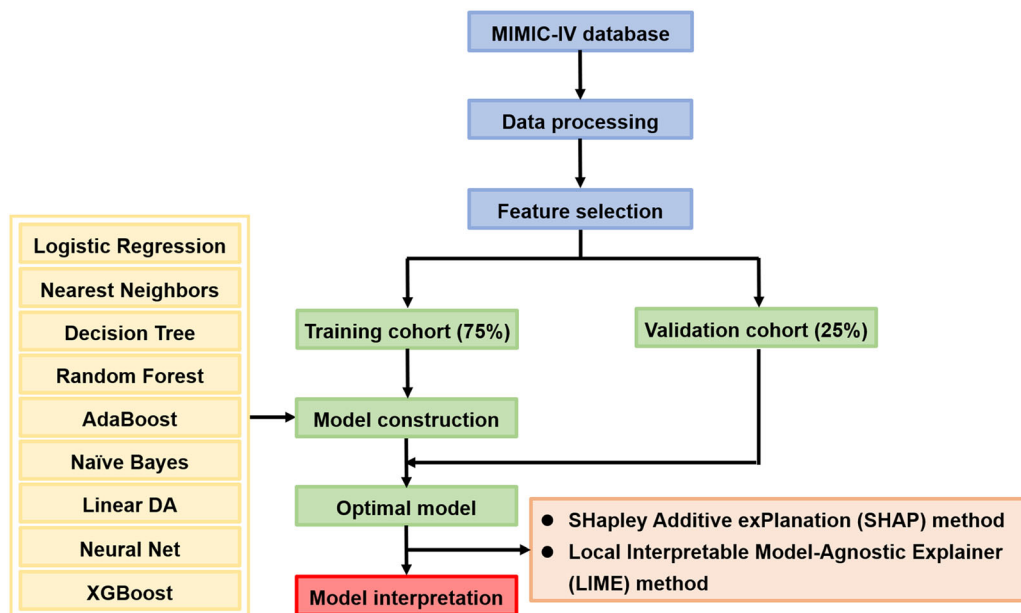 MIMIC-IV database
Data processing
Feature selection
Training cohort (75%)
Validation cohort (25%)
Logistic Regression
Nearest Neighbors
Decision Tree
Random Forest
AdaBoost
Naïve Bayes
Linear DA
Neural Net
XGBoost
Model construction
Optimal model
● SHapley Additive exPlanation (SHAP) method
● Local Interpretable Model-Agnostic Explainer
(LIME) method
Model interpretation